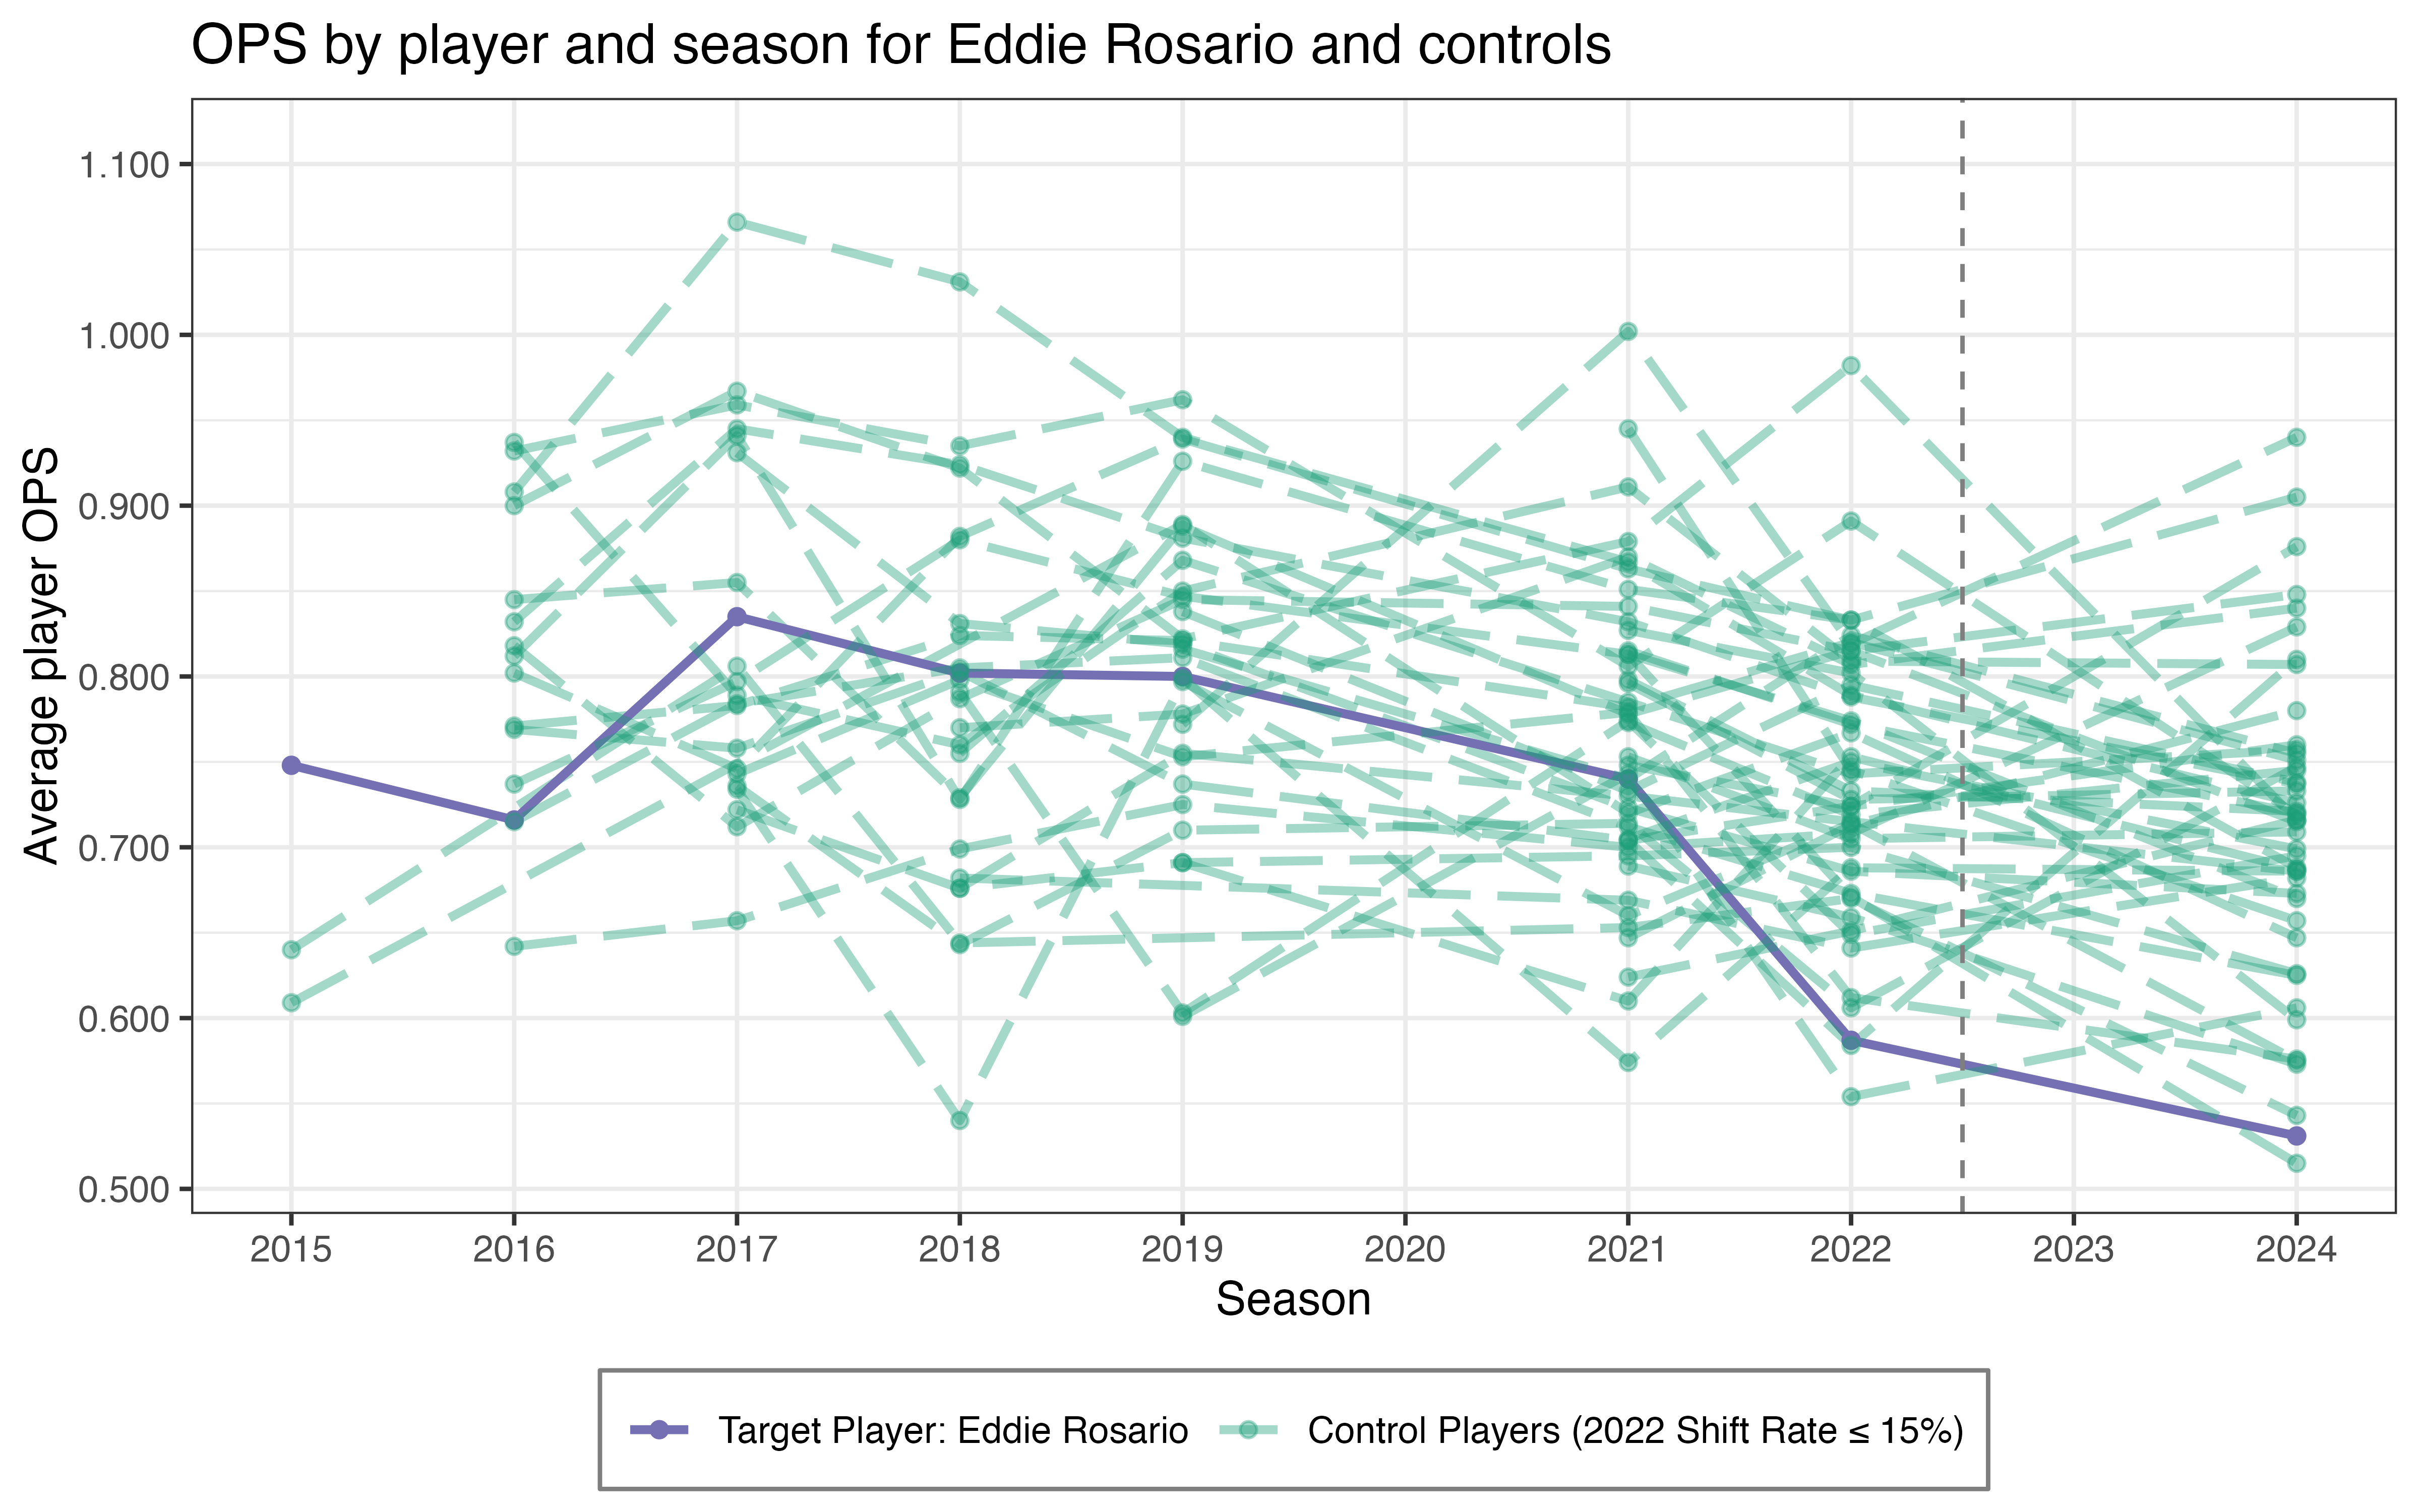 OPS by player and season for Eddie Rosario and controls
Average player OPS
1.100
1.000
0.900
0.800
0.700
0.600
0.500
2015 2016 2017 2018 2019 2020 2021 2022 2023 2024
Season
Target Player: Eddie Rosario Control Players (2022 Shift Rate ≤ 15%)